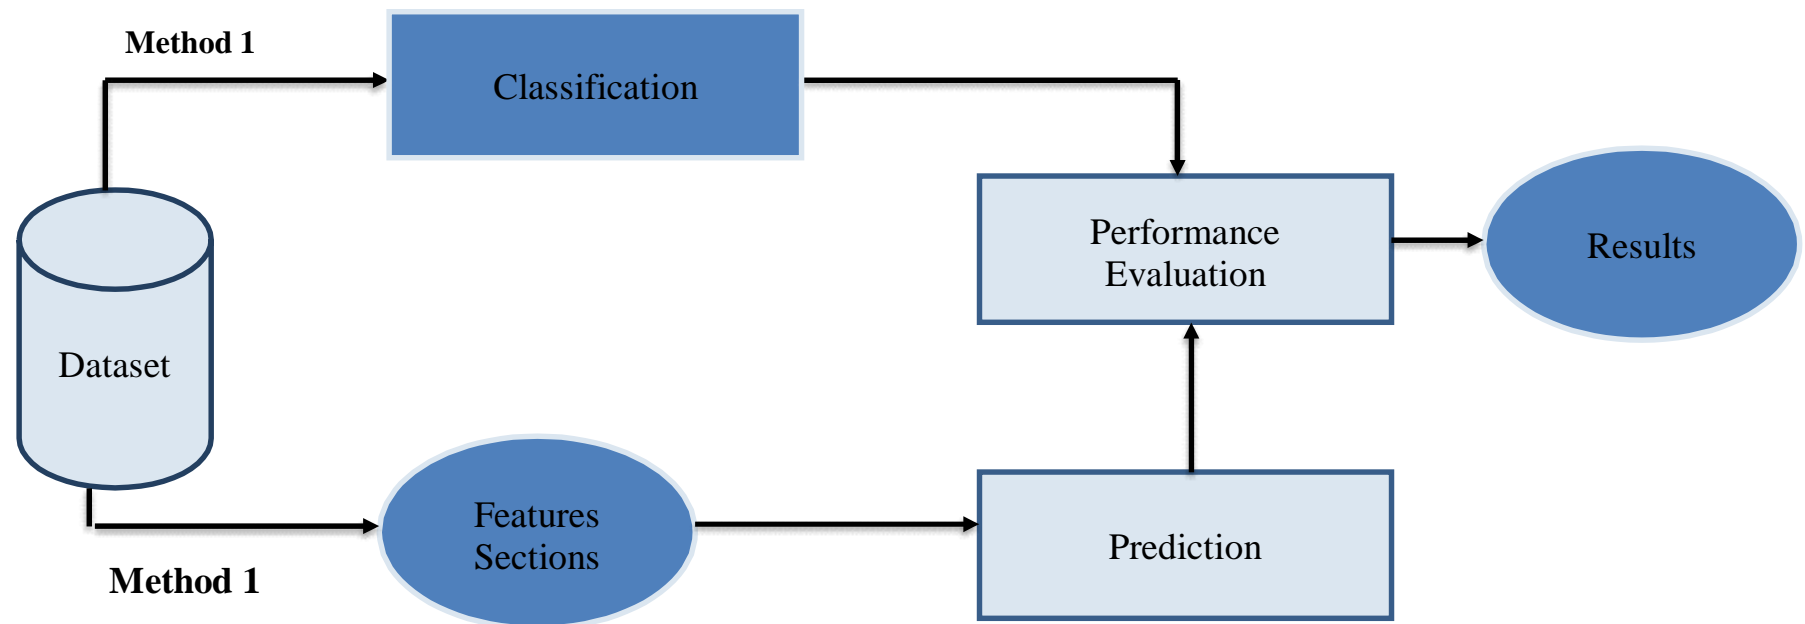 Method 1
Classification
Performance
Evaluation
Results
Dataset
Features
Sections
Prediction
Method 1